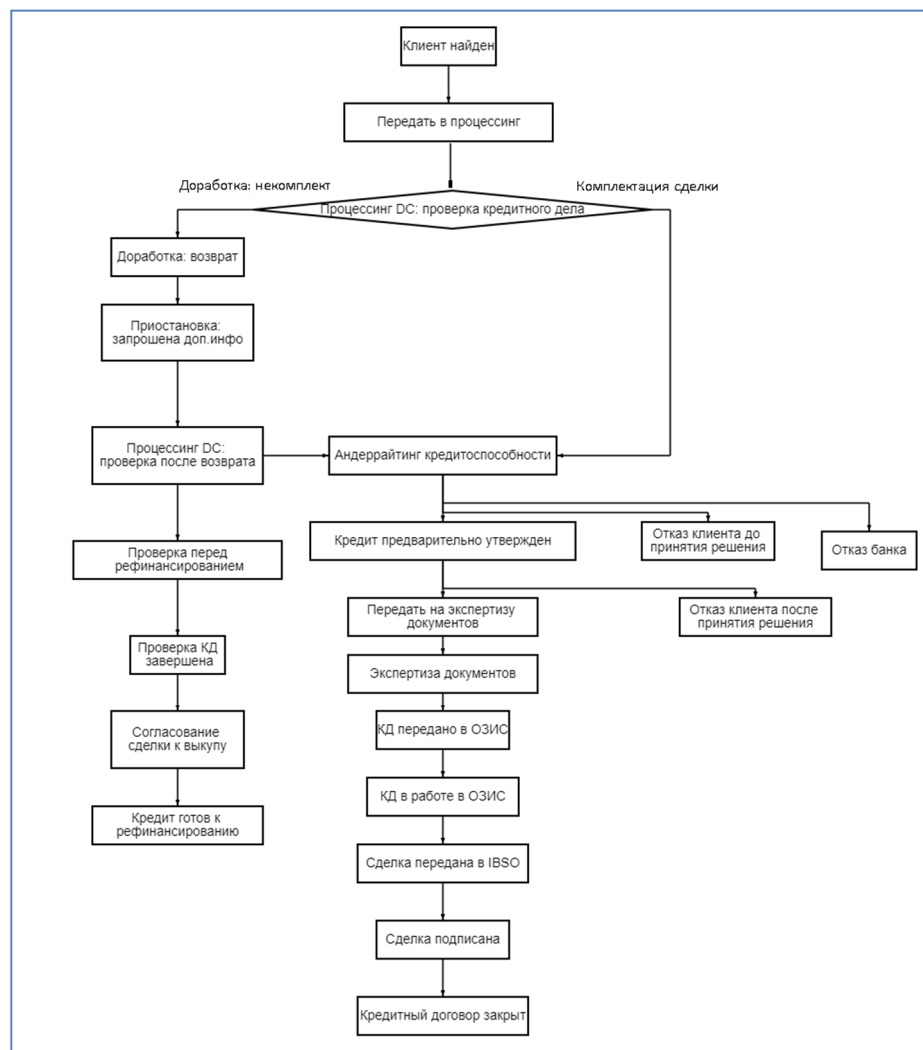 Клиент найден
Передать в процессинг
Доработка: некомплект
Комплектация сделки
Процессинг DC: проверка кредитного дела
Доработка: возврат
Приостановка:
запрошена доп.инфо
Процессинг DC:
проверка после возврата
Андеррайтинг кредитоспособности
Кредит предварительно утвержден
Отказ клиента до
принятия решения
Отказ банка
Проверка перед
рефинансированием
Передать на экспертизу
документов
Отказ клиента после
принятия решения
Проверка КД
завершена
Экспертиза документов
Согласование
сделки к выкупу
КД передано в ОЗИС
КД в работе в ОЗИС
Кредит готов к
рефинансированию
Сделка передана в IBSO
Сделка подписана
Кредитный договор закрыт